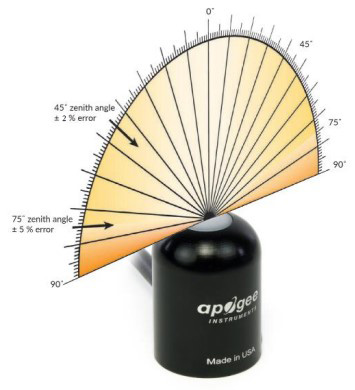 0°
45°
75°
90°
45° zenith angle
± 2 % error
75° zenith angle
± 5 % error
90°
apogee
INSTRUMENTS
Made in USA